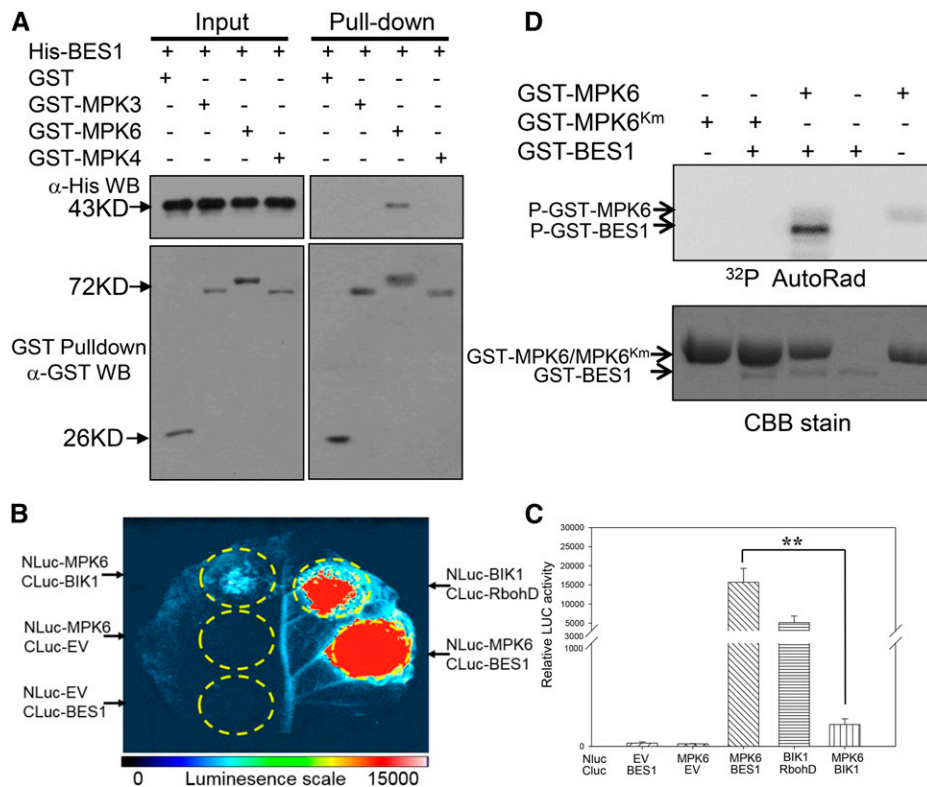 A
Input Pull-down
His-BES1 + + + + + + + +
GST + - - - + - - -
GST-MPK3 - + - - - + - -
GST-MPK6 - - + - - - + -
GST-MPK4 - - - + - - - +
α-His WB
43KD
72KD
GST Pulldown
α-GST WB
26KD
D
GST-MPK6 - - + - +
GST-MPK6Km + + - - -
GST-BES1 - + + + -
P-GST-MPK6
P-GST-BES1
32P AutoRad
GST-MPK6/MPK6Km
GST-BES1
CBB stain
B
NLuc-MPK6
CLuc-BIK1
NLuc-MPK6
CLuc-EV
NLuc-EV
CLuc-BES1
NLuc-BIK1
CLuc-RbohD
NLuc-MPK6
CLuc-BES1
0 Luminesence scale 15000
C
Relative LUC activity
30000
25000
20000
15000
10000
5000
3000
1000
0
**
Nluc EV MPK6 MPK6 BIK1 MPK6
Cluc BES1 EV BES1 RbohD BIK1